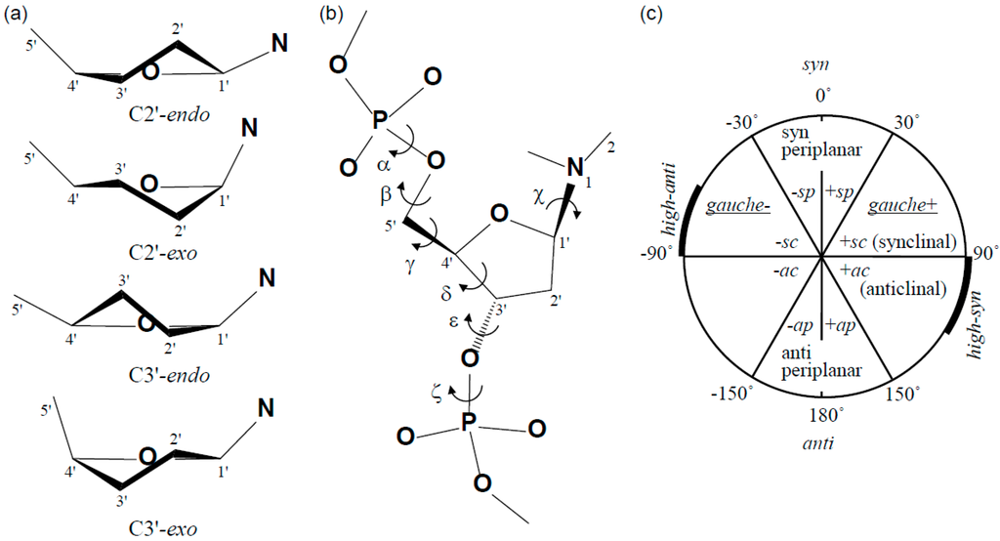 (a)
5'
2'
N
O
4'
3'
1'
C2'-endo
N
5'
3'
O
4'
1'
2'
C2'-exo
3'
N
5'
O
4'
2'
1'
C3'-endo
5'
N
2'
O
4'
1'
3'
C3'-exo
(b)
O
O
P
O
α
O
β
5'
γ
4'
δ
3'
ε
O
ζ
P
O
O
O
2
N
1
χ
O
1'
2'
(c)
syn
0˚
-30˚
30˚
syn
periplanar
-sp
+sp
high-anti
gauche-
gauche+
-sc
+sc (synclinal)
-90˚
90˚
-ac
+ac
(anticlinal)
high-syn
-ap
+ap
anti
periplanar
-150˚
150˚
180˚
anti